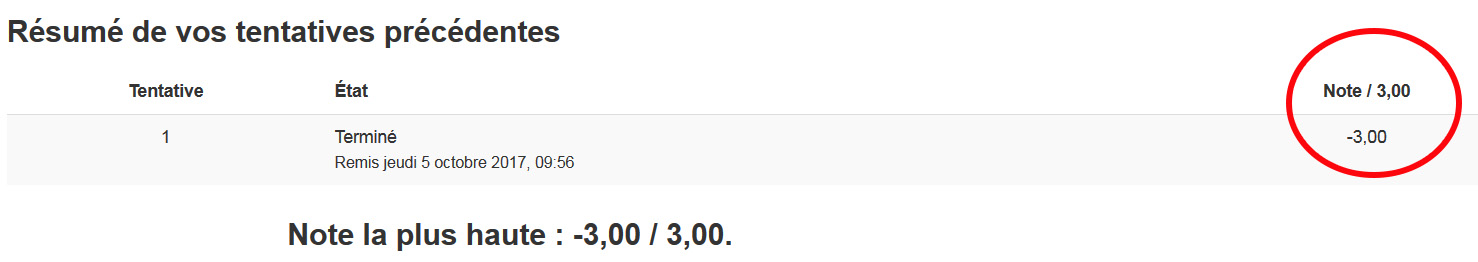 Résumé de vos tentatives précédentes
Tentative État Note / 3,00
1 Terminé -3,00
Remis jeudi 5 octobre 2017, 09:56
Note la plus haute : -3,00 / 3,00.